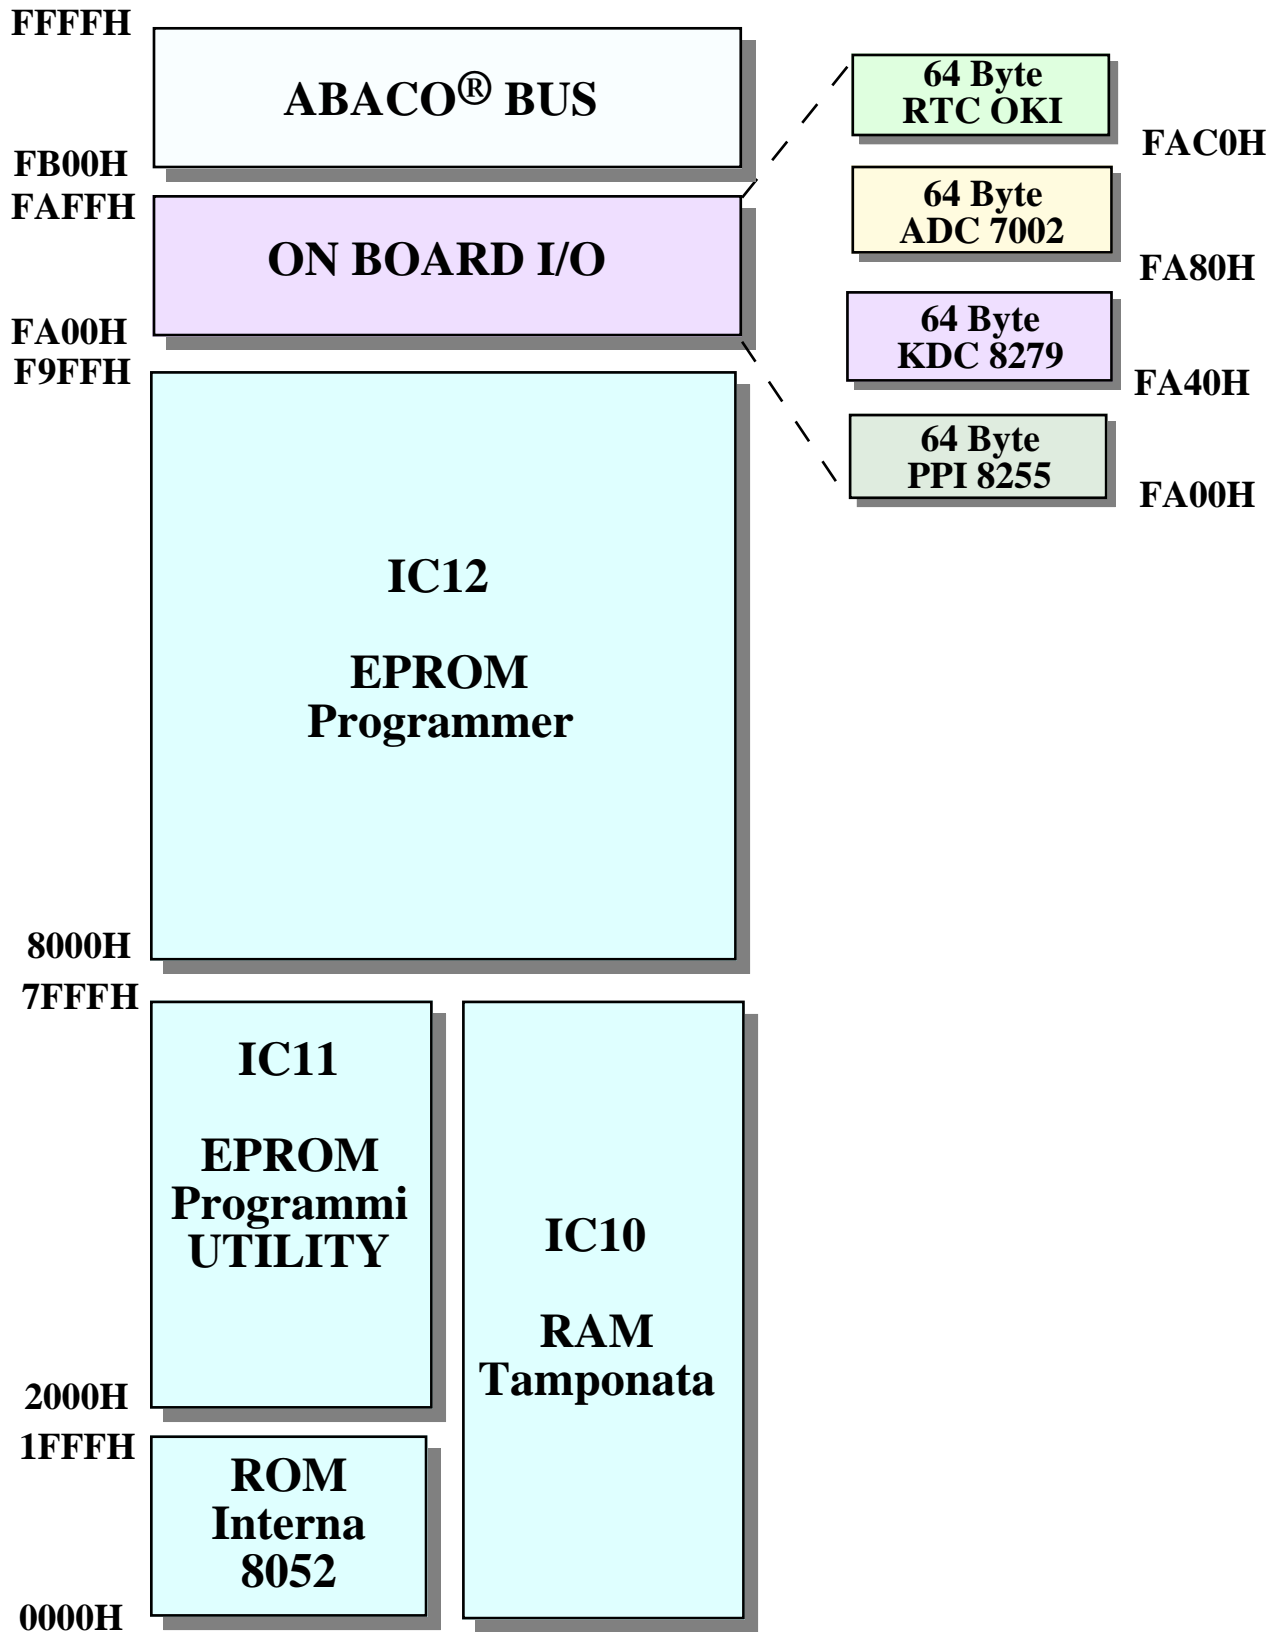 FFFFH
ABACO® BUS
FB00H
FAFFH
ON BOARD I/O
FA00H
64 Byte
RTC OKI
FAC0H
64 Byte
ADC 7002
FA80H
64 Byte
KDC 8279
FA40H
64 Byte
PPI 8255
FA00H
F9FFH
IC12
EPROM
Programmer
8000H
7FFFH
IC11
EPROM
Programmi
UTILITY
2000H
IC10
RAM
Tamponata
1FFFH
ROM
Interna
8052
0000H